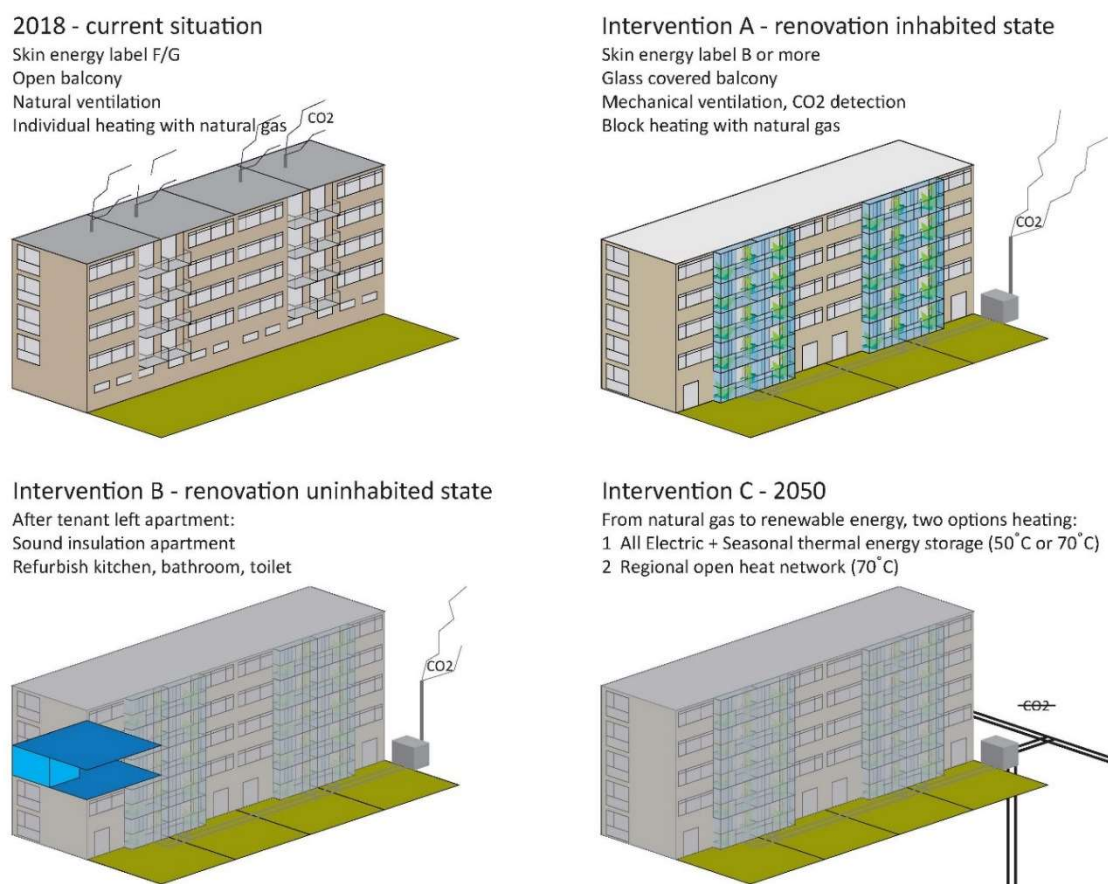 2018 - current situation
Skin energy label F/G
Open balcony
Natural ventilation
Individual heating with natural gas
CO2
Intervention A - renovation inhabited state
Skin energy label B or more
Glass covered balcony
Mechanical ventilation, CO2 detection
Block heating with natural gas
CO2
Intervention B - renovation uninhabited state
After tenant left apartment:
Sound insulation apartment
Refurbish kitchen, bathroom, toilet
CO2
Intervention C - 2050
From natural gas to renewable energy, two options heating:
1 All Electric + Seasonal thermal energy storage (50°C or 70°C)
2 Regional open heat network (70°C)
CO2